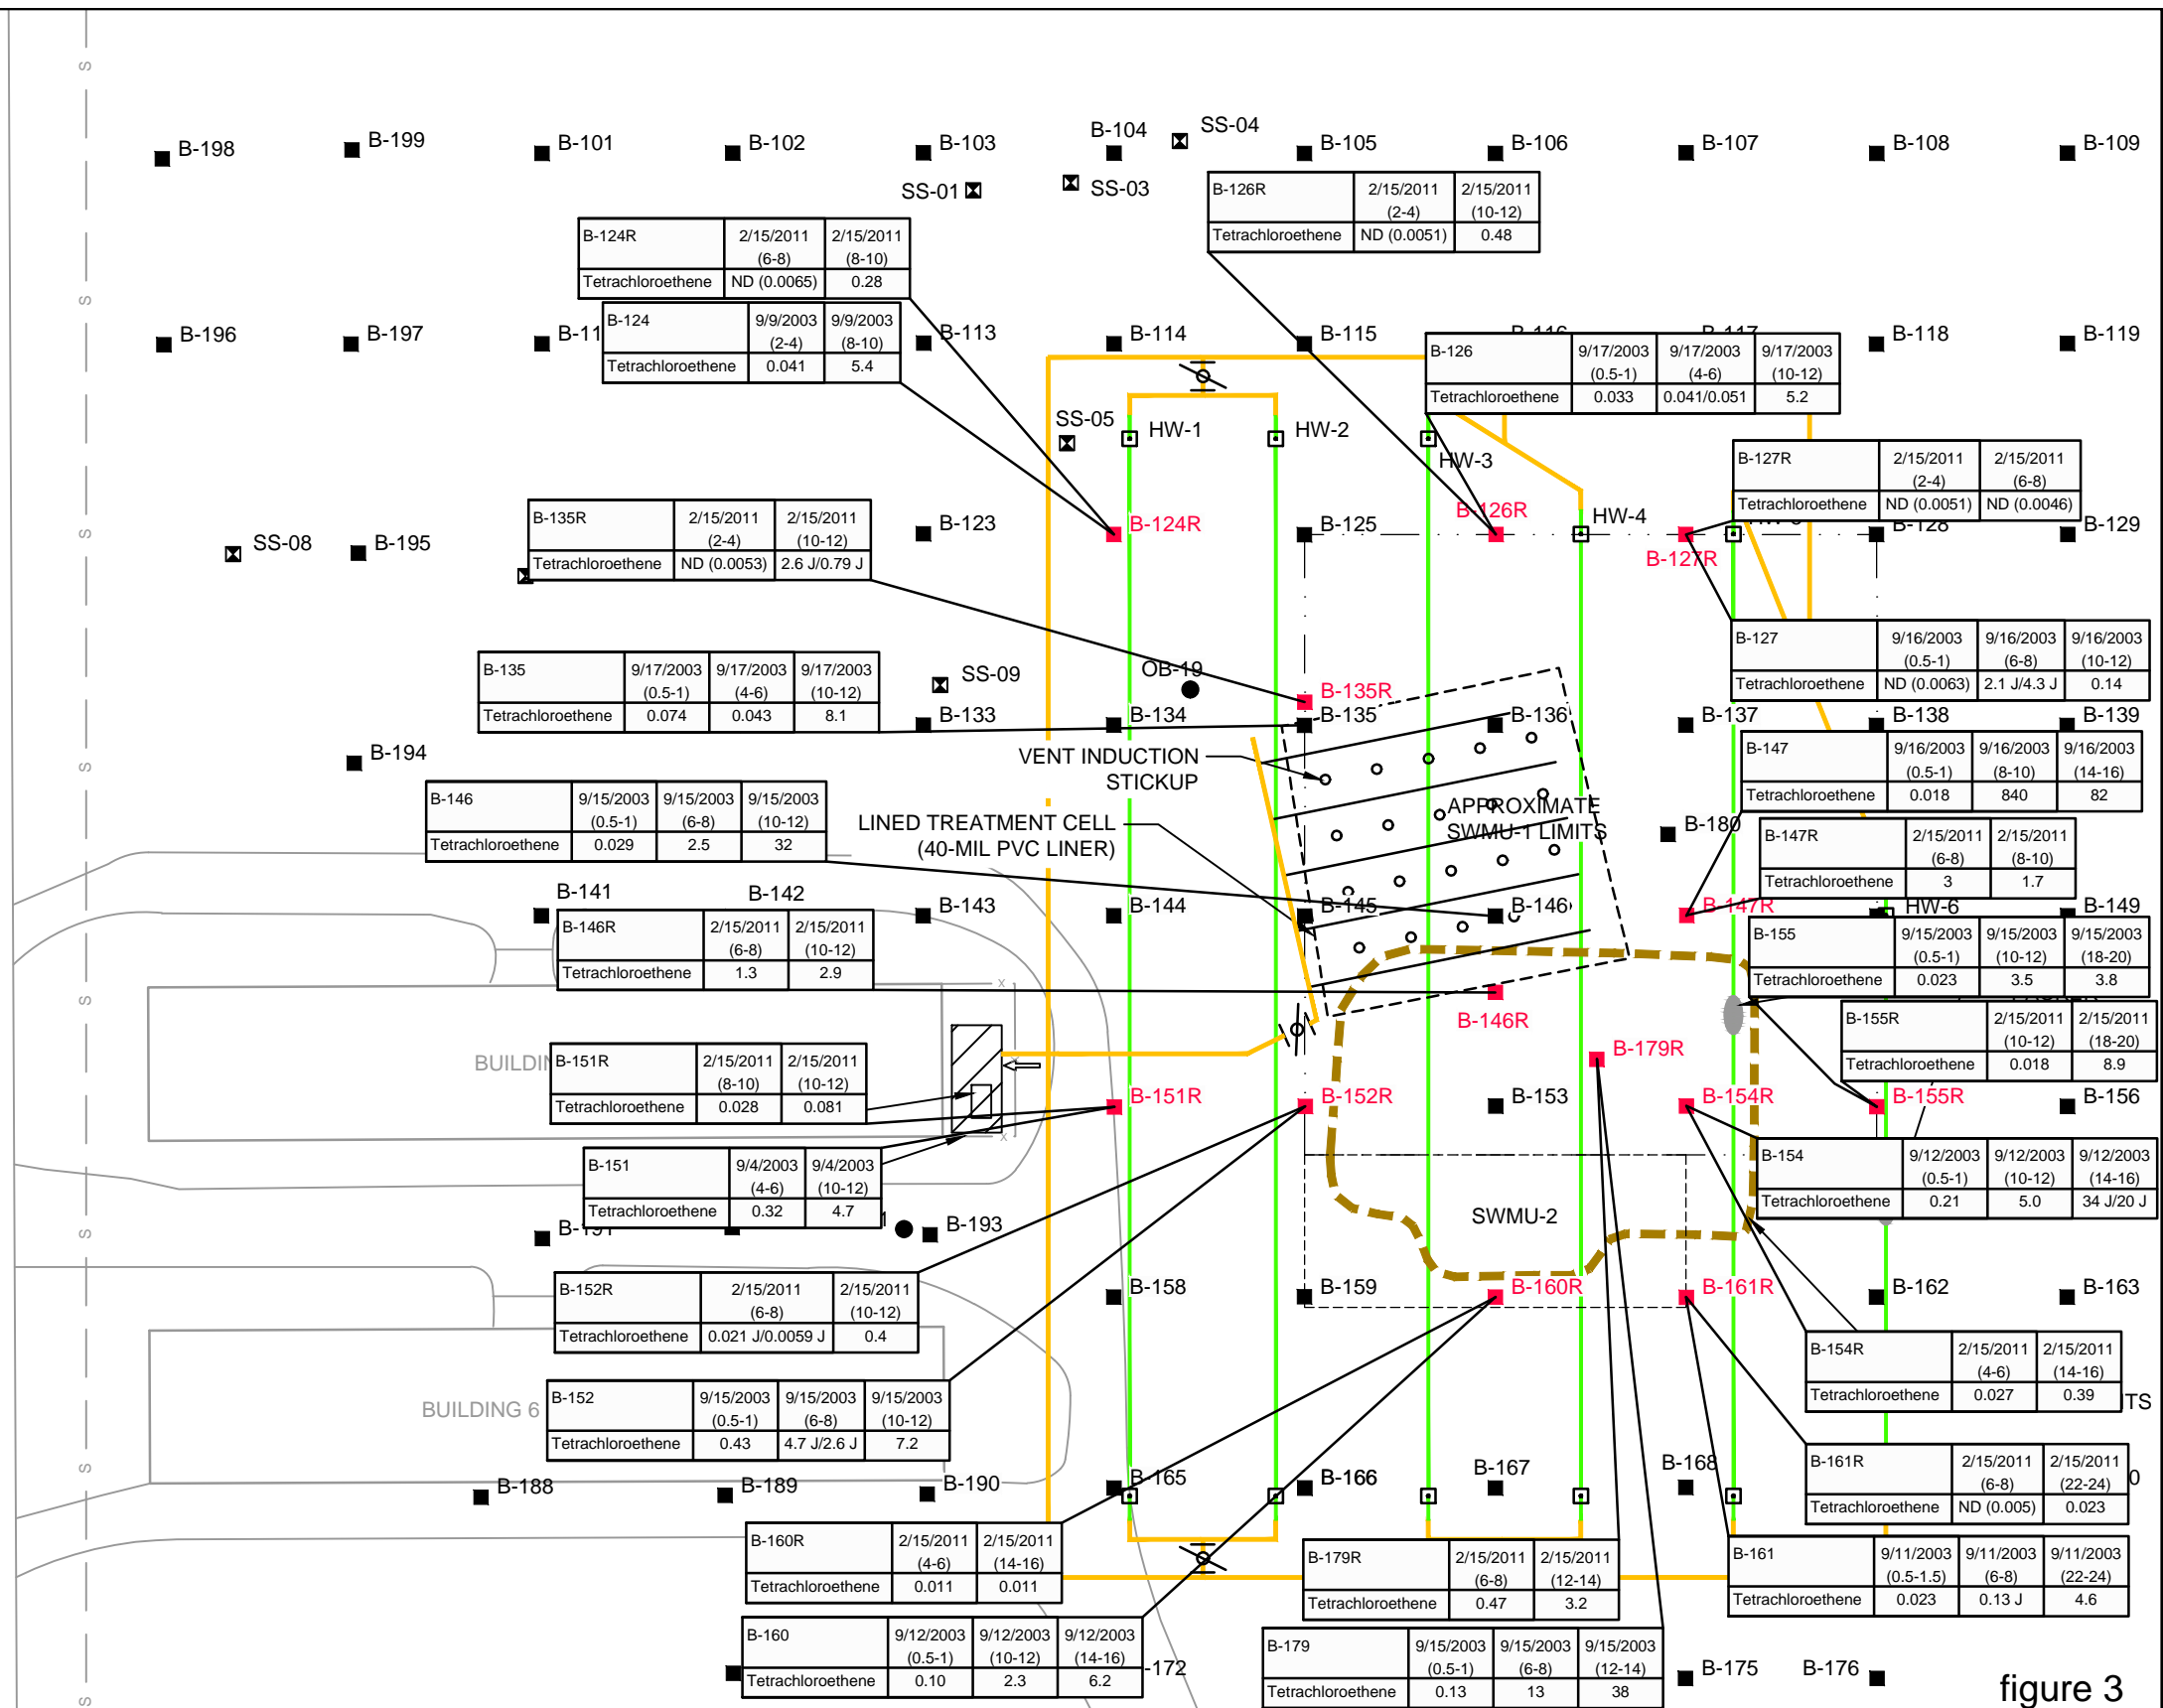 B-198
B-199
B-101
B-102
B-103
B-104
SS-04
B-105
B-106
B-107
B-108
B-109
SS-01
SS-03
B-126R 2/15/2011 2/15/2011
(2-4) (10-12)
Tetrachloroethene ND (0.0051) 0.48
B-124R 2/15/2011 2/15/2011
(6-8) (8-10)
Tetrachloroethene ND (0.0065) 0.28
B-124 9/9/2003 9/9/2003
(2-4) (8-10)
Tetrachloroethene 0.041 5.4
B-196
B-197
B-11
B-113
B-114
B-115
B-118
B-119
B-126 9/17/2003 9/17/2003 9/17/2003
(0.5-1) (4-6) (10-12)
Tetrachloroethene 0.033 0.041/0.051 5.2
SS-05
HW-1
HW-2
HW-3
B-127R 2/15/2011 2/15/2011
(2-4) (6-8)
Tetrachloroethene ND (0.0051) ND (0.0046)
B-135R 2/15/2011 2/15/2011
(2-4) (10-12)
Tetrachloroethene ND (0.0053) 2.6 J/0.79 J
SS-08
B-195
B-123
B-124R
B-125
B-126R
HW-4
B-127R
B-128
B-129
B-127 9/16/2003 9/16/2003 9/16/2003
(0.5-1) (6-8) (10-12)
Tetrachloroethene ND (0.0063) 2.1 J/4.3 J 0.14
B-135 9/17/2003 9/17/2003 9/17/2003
(0.5-1) (4-6) (10-12)
Tetrachloroethene 0.074 0.043 8.1
SS-09
OB-19
B-135R
B-133
B-134
B-135
B-136
B-137
B-138
B-139
B-194
VENT INDUCTION
STICKUP
B-147 9/16/2003 9/16/2003 9/16/2003
(0.5-1) (8-10) (14-16)
Tetrachloroethene 0.018 840 82
B-146 9/15/2003 9/15/2003 9/15/2003
(0.5-1) (6-8) (10-12)
Tetrachloroethene 0.029 2.5 32
LINED TREATMENT CELL
(40-MIL PVC LINER)
APPROXIMATE
SWMU-1 LIMITS
B-180
B-147R 2/15/2011 2/15/2011
(6-8) (8-10)
Tetrachloroethene 3 1.7
B-141
B-142
B-143
B-144
B-145
B-146
B-147R
HW-6
B-149
B-146R 2/15/2011 2/15/2011
(6-8) (10-12)
Tetrachloroethene 1.3 2.9
B-155 9/15/2003 9/15/2003 9/15/2003
(0.5-1) (10-12) (18-20)
Tetrachloroethene 0.023 3.5 3.8
B-146R
B-155R 2/15/2011 2/15/2011
(10-12) (18-20)
Tetrachloroethene 0.018 8.9
BUILDIN
B-151R 2/15/2011 2/15/2011
(8-10) (10-12)
Tetrachloroethene 0.028 0.081
B-179R
B-151R
B-152R
B-153
B-154R
B-155R
B-156
B-151 9/4/2003 9/4/2003
(4-6) (10-12)
Tetrachloroethene 0.32 4.7
B-154 9/12/2003 9/12/2003 9/12/2003
(0.5-1) (10-12) (14-16)
Tetrachloroethene 0.21 5.0 34 J/20 J
B-191
B-193
SWMU-2
B-152R 2/15/2011 2/15/2011
(6-8) (10-12)
Tetrachloroethene 0.021 J/0.0059 J 0.4
B-158
B-159
B-160R
B-161R
B-162
B-163
B-154R 2/15/2011 2/15/2011
(4-6) (14-16)
Tetrachloroethene 0.027 0.39
ITS
BUILDING 6
B-152 9/15/2003 9/15/2003 9/15/2003
(0.5-1) (6-8) (10-12)
Tetrachloroethene 0.43 4.7 J/2.6 J 7.2
B-161R 2/15/2011 2/15/2011
(6-8) (22-24)
Tetrachloroethene ND (0.005) 0.023
0
B-188
B-189
B-190
B-165
B-166
B-167
B-168
B-160R 2/15/2011 2/15/2011
(4-6) (14-16)
Tetrachloroethene 0.011 0.011
B-179R 2/15/2011 2/15/2011
(6-8) (12-14)
Tetrachloroethene 0.47 3.2
B-161 9/11/2003 9/11/2003 9/11/2003
(0.5-1.5) (6-8) (22-24)
Tetrachloroethene 0.023 0.13 J 4.6
B-160 9/12/2003 9/12/2003 9/12/2003
(0.5-1) (10-12) (14-16)
Tetrachloroethene 0.10 2.3 6.2
-172
B-179 9/15/2003 9/15/2003 9/15/2003
(0.5-1) (6-8) (12-14)
Tetrachloroethene 0.13 13 38
B-175
B-176
figure 3
S
S
S
S
S
S
S
S